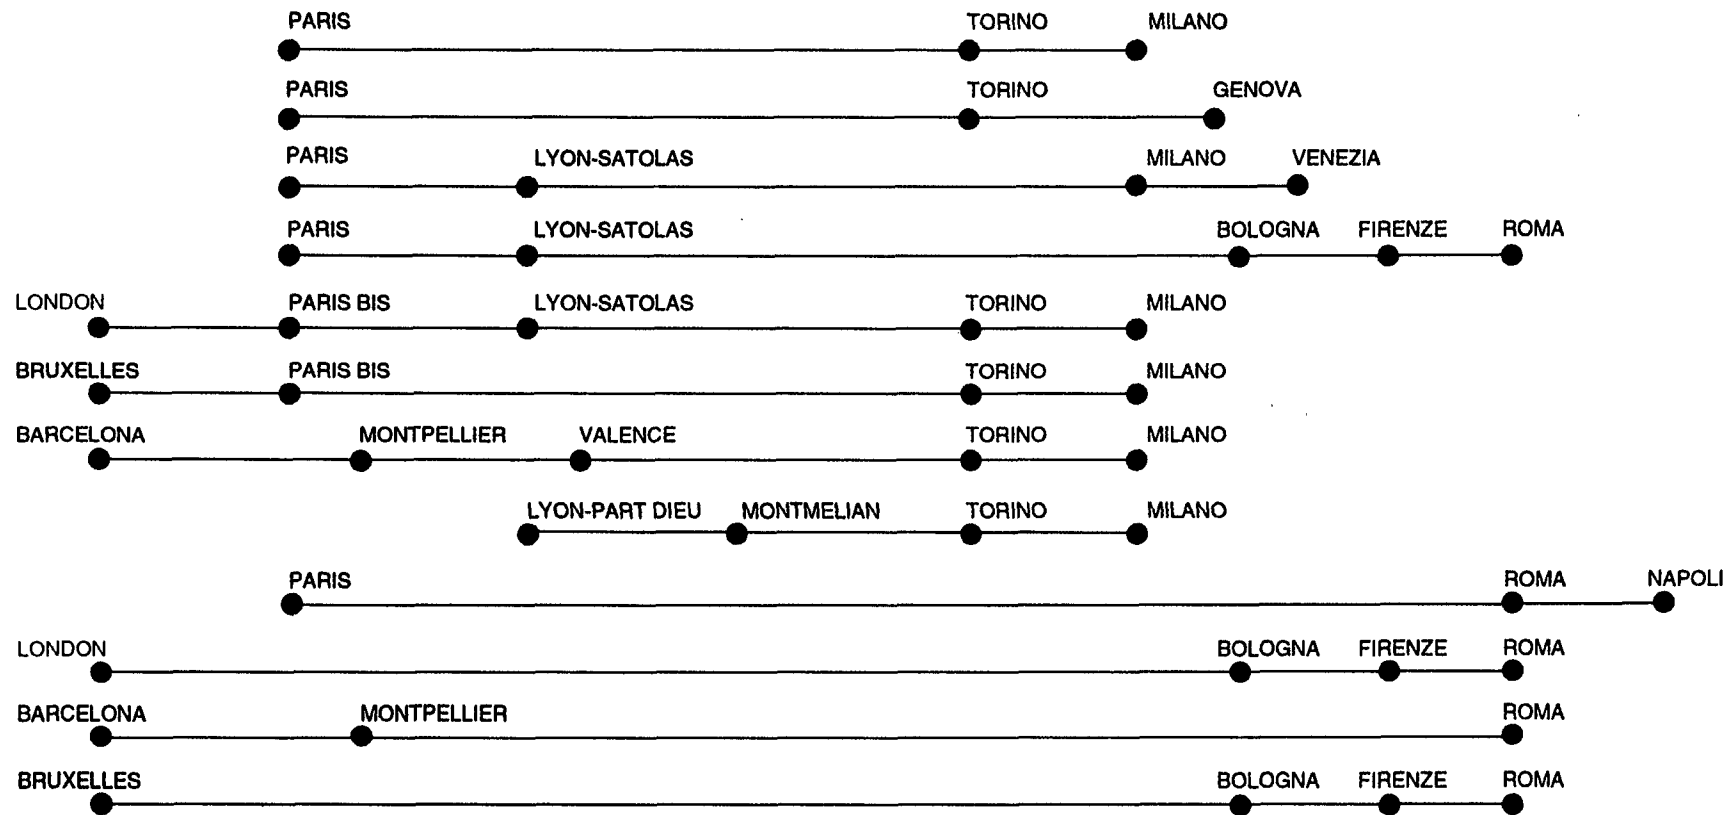 PARIS TORINO MILANO
PARIS TORINO GENOVA
PARIS LYON-SATOLAS MILANO VENEZIA
PARIS LYON-SATOLAS BOLOGNA FIRENZE ROMA
LONDON PARIS BIS LYON-SATOLAS TORINO MILANO
BRUXELLES PARIS BIS TORINO MILANO
BARCELONA MONTPELLIER VALENCE TORINO MILANO
LYON-PART DIEU MONTMELIAN TORINO MILANO
PARIS ROMA NAPOLI
LONDON BOLOGNA FIRENZE ROMA
BARCELONA MONTPELLIER ROMA
BRUXELLES BOLOGNA FIRENZE ROMA